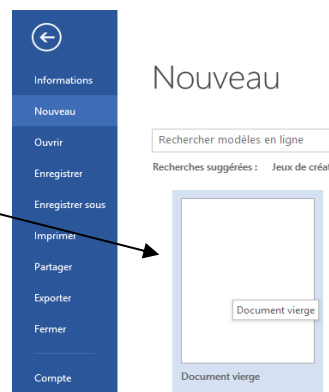 Informations
Nouveau
Ouvrir
Enregistrer
Enregistrer sous
Imprimer
Partager
Exporter
Fermer
Compte
Nouveau
Rechercher modèles en ligne
Recherches suggérées : Jeux de créat
Document vierge
Document vierge